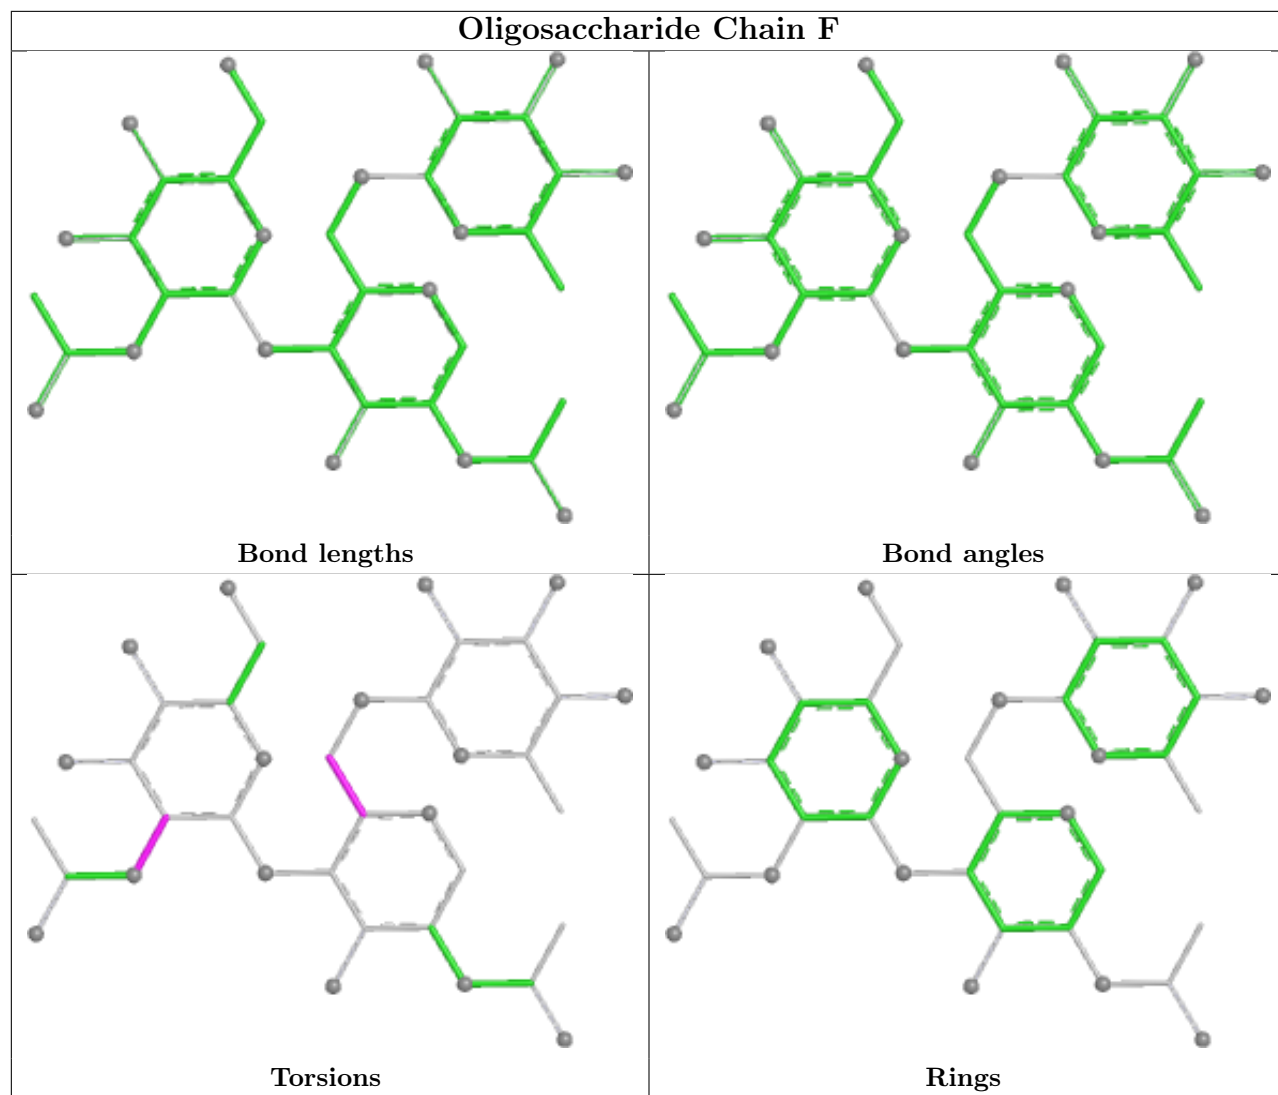 Oligosaccharide Chain F
Bond lengths
Bond angles
Torsions
Rings